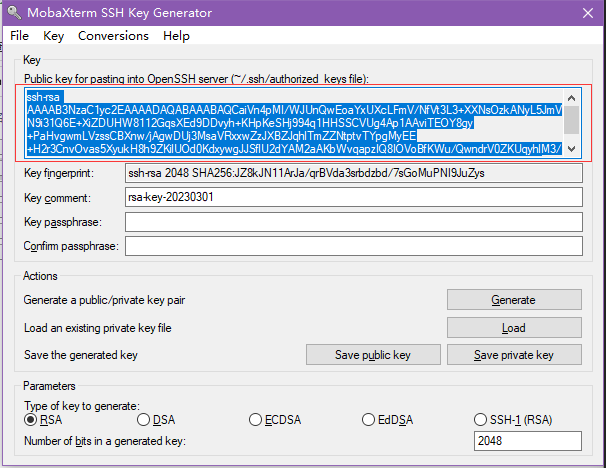 MobaXterm SSH Key Generator
File Key Conversions Help
Key
Public key for pasting into OpenSSH server (~/.ssh/authorized_keys file):
ssh-rsa
AAAAB3NzaC1yc2EAAAADAQABAAABAQCaiVn4pMI/WJUnQwEoaYxUXcLFmV/NfVt3L3+XXNsOzkANyL5JmV
N9i31Q6E+XiZDUHW8112GqsXEd9DDvyh+KHpKeSHj994q1HHSSCVUg4Ap1AAviTEOY8gy
+PaHvgwmLVzssCBXnw/jAgwDUj3MsaVRxxwZzJXBZJqhlTmZZNtptvTYpgMyEE
+H2r3CnvOvas5XyukH8h9ZKilUOd0KdxywgJJSflU2dYAM2aAKbWvqapzIQ8IOVoBfKWu/QwndrV0ZKUqyhlM3/
Key fingerprint: ssh-rsa 2048 SHA256:JZ8kJN11ArJa/qrBVda3srbdzbd/7sGoMuPNI9JuZys
Key comment: rsa-key-20230301
Key passphrase:
Confirm passphrase:
Actions
Generate a public/private key pair Generate
Load an existing private key file Load
Save the generated key Save public key Save private key
Parameters
Type of key to generate:
RSA DSA ECDSA EdDSA SSH-1 (RSA)
Number of bits in a generated key: 2048